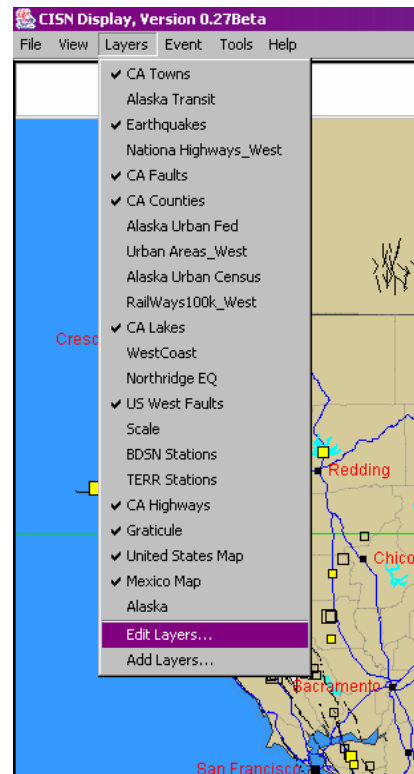 CISN Display, Version 0.27Beta
File View Layers Event Tools Help
CA Towns
Alaska Transit
Earthquakes
Nationa Highways_West
CA Faults
CA Counties
Alaska Urban Fed
Urban Areas_West
Alaska Urban Census
RailWays100k_West
CA Lakes
WestCoast
Northridge EQ
US West Faults
Scale
BDSN Stations
TERR Stations
CA Highways
Graticule
United States Map
Mexico Map
Alaska
Edit Layers...
Add Layers...
Cresc
Redding
Chico
Sacramento
San Francisco